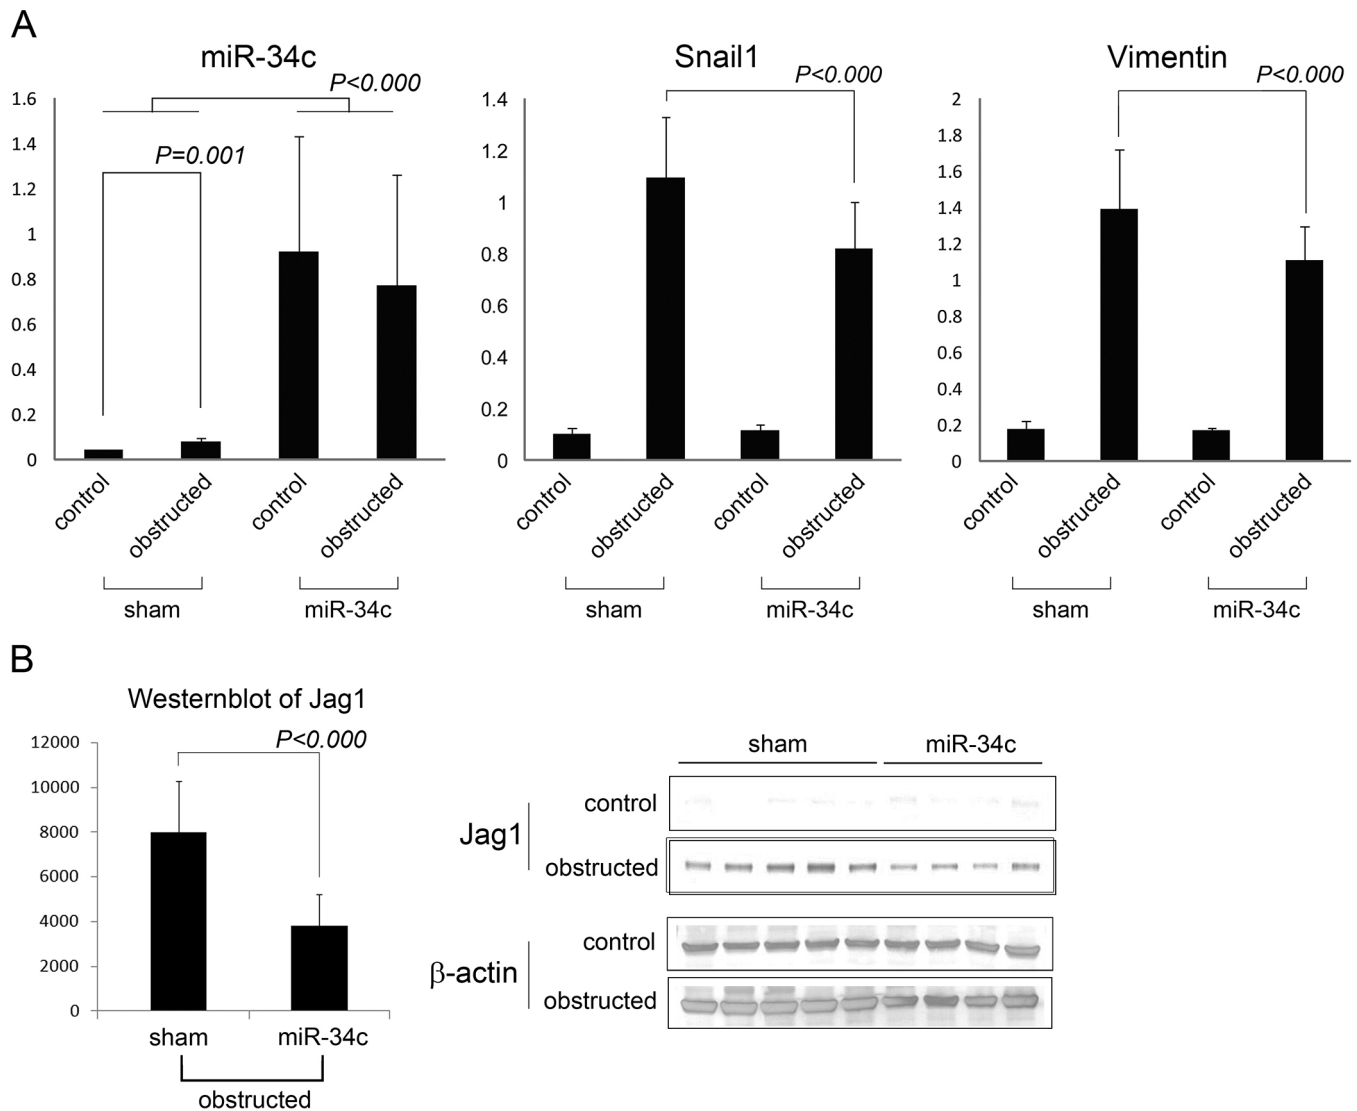 A
miR-34c
P<0.000
P=0.001
1.6
1.4
1.2
1
0.8
0.6
0.4
0.2
0
control
obstructed
control
obstructed
sham
miR-34c
Snail1
P<0.000
1.4
1.2
1
0.8
0.6
0.4
0.2
0
control
obstructed
control
obstructed
sham
miR-34c
Vimentin
P<0.000
2
1.8
1.6
1.4
1.2
1
0.8
0.6
0.4
0.2
0
control
obstructed
control
obstructed
sham
miR-34c
B
Westernblot of Jag1
P<0.000
12000
10000
8000
6000
4000
2000
0
sham
miR-34c
obstructed
sham
miR-34c
Jag1
control
obstructed
β-actin
control
obstructed